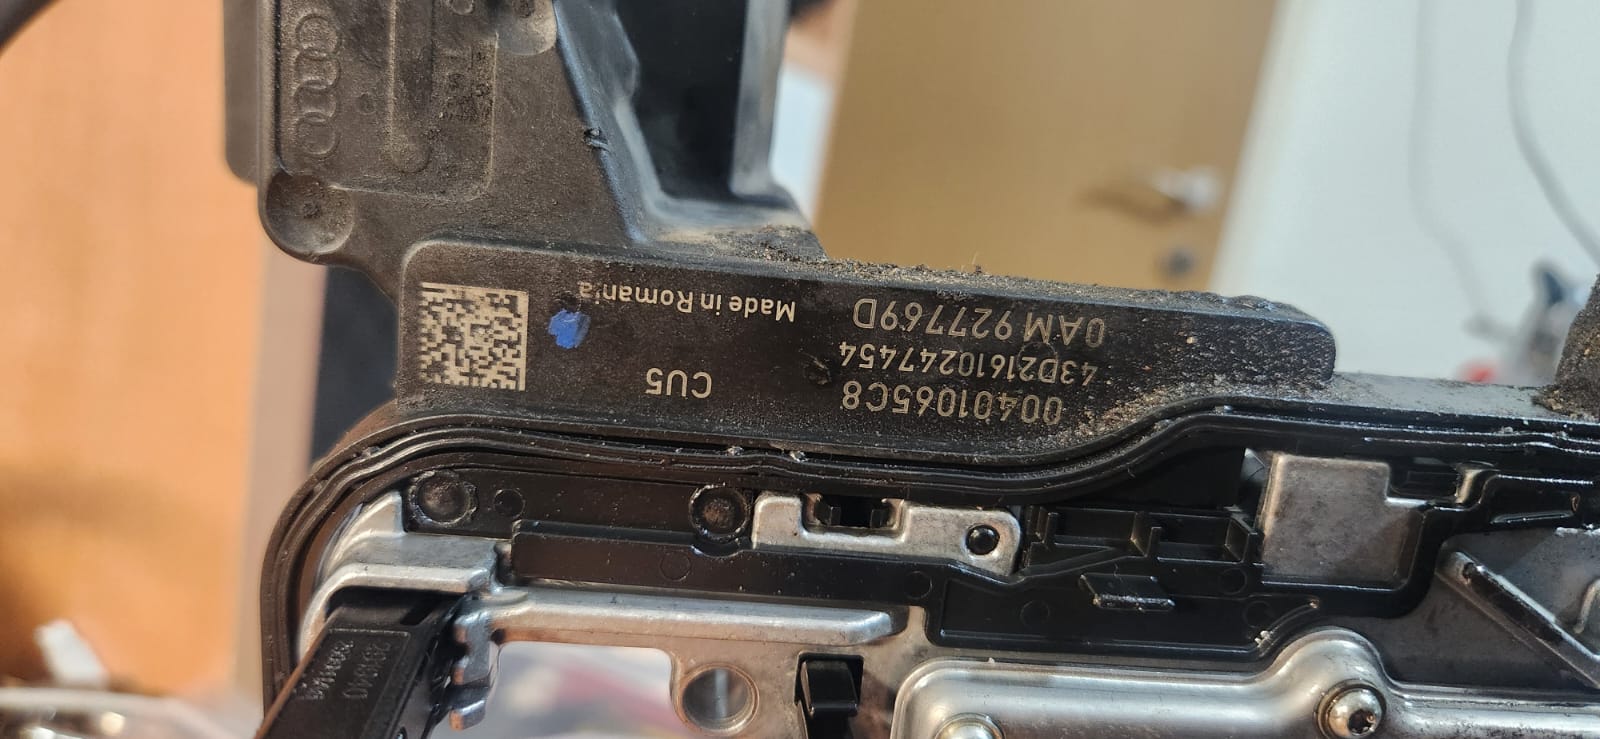 00401065C8
43D21610247454
0AM 927769D
CU5
Made in Romania